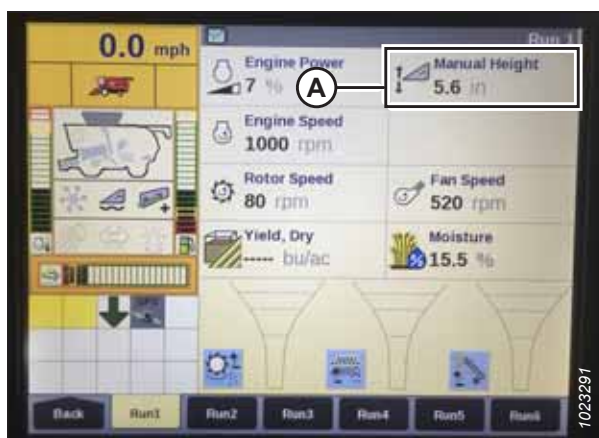 0.0 mph
Run 1
Engine Power
7 %
A
Manual Height
5.6 in
Engine Speed
1000 rpm
Rotor Speed
80 rpm
Fan Speed
520 rpm
Yield, Dry
----- bu/ac
Moisture
15.5 %
Back
Run1
Run2
Run3
Run4
Run5
Run6
1023291